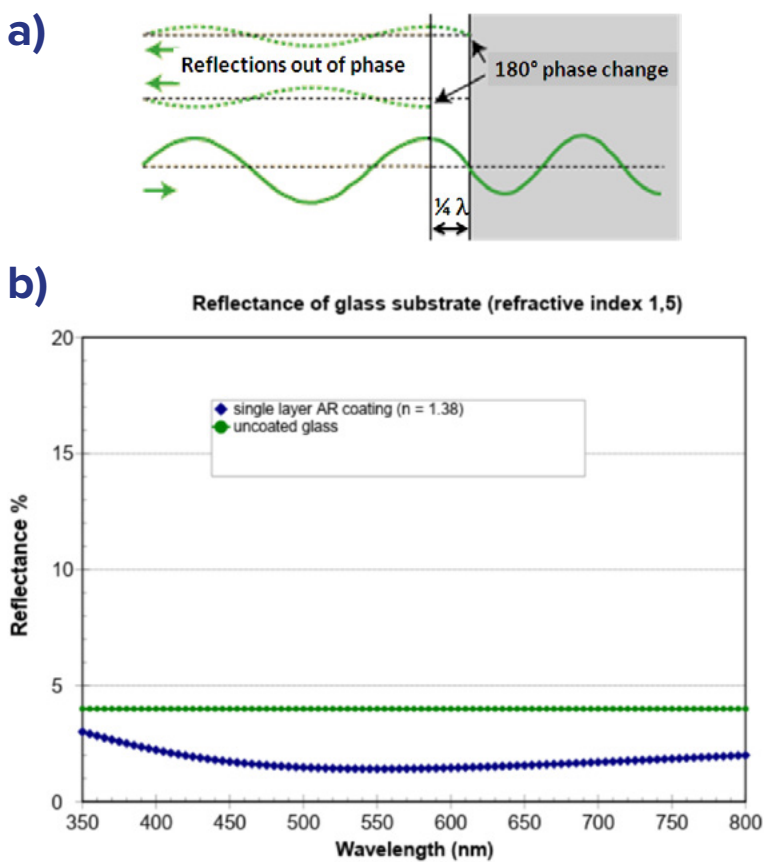 a)
Reflections out of phase
180° phase change
¼ λ
b)
Reflectance of glass substrate (refractive index 1,5)
20
15
10
5
0
Reflectance %
single layer AR coating (n = 1.38)
uncoated glass
350 400 450 500 550 600 650 700 750 800
Wavelength (nm)